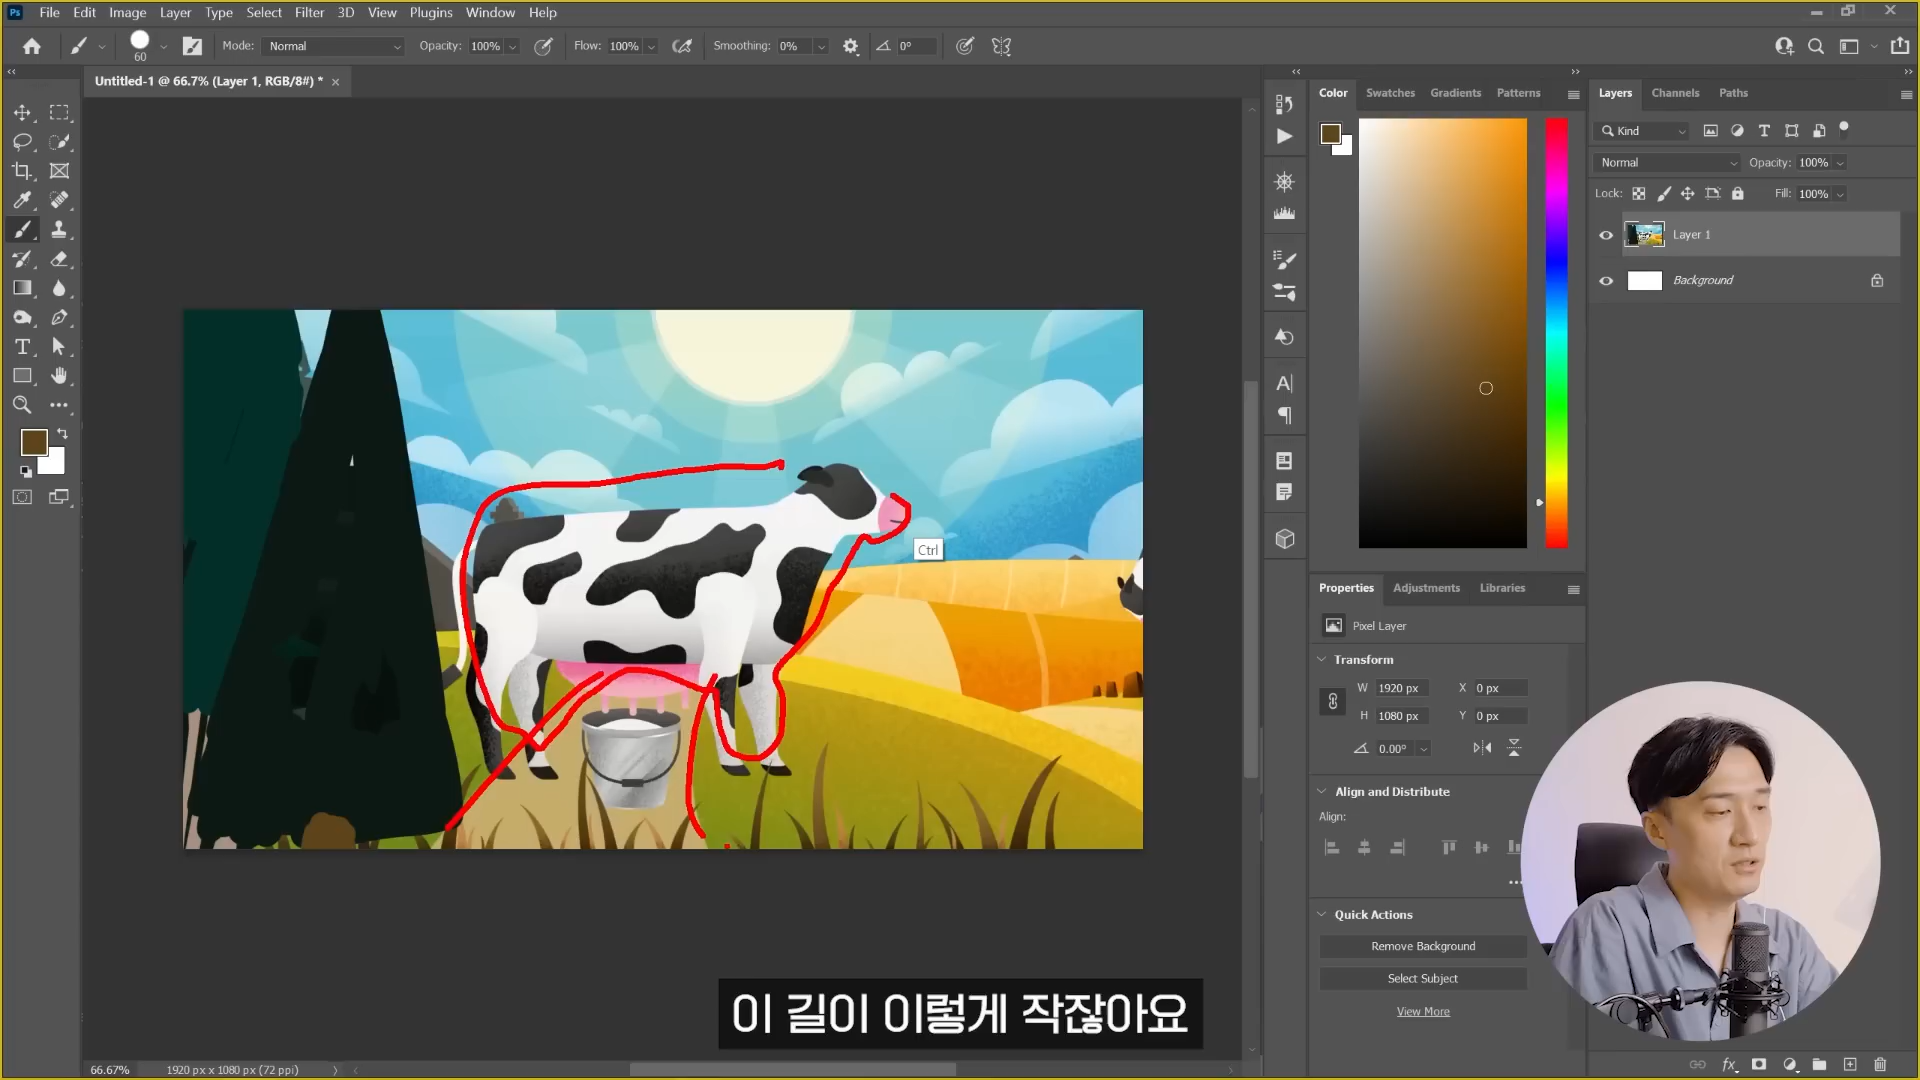 Ps File Edit Image Layer Type Select Filter 3D View Plugins Window Help
60 Mode: Normal Opacity: 100% Flow: 100% Smoothing: 0% 0°
Untitled-1 @ 66.7% (Layer 1, RGB/8#) * ×
Color Swatches Gradients Patterns
Layers Channels Paths
Kind
Normal Opacity: 100%
Lock: Fill: 100%
Layer 1
Background
Ctrl
Properties Adjustments Libraries
Pixel Layer
Transform
W 1920 px X 0 px
H 1080 px Y 0 px
0.00°
Align and Distribute
Align:
Quick Actions
Remove Background
Select Subject
View More
이 길이 이렇게 작잖아요
66.67% 1920 px x 1080 px (72 ppi)
fx